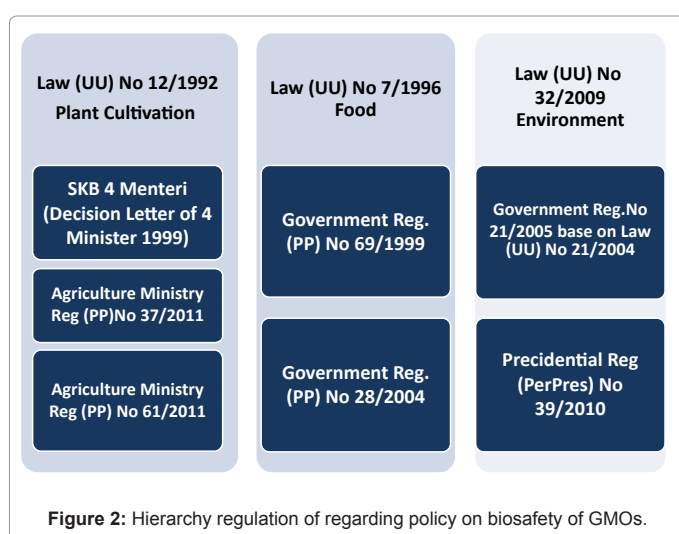 Law (UU) No 12/1992
Plant Cultivation
SKB 4 Menteri
(Decision Letter of 4
Minister 1999)
Agriculture Ministry
Reg (PP)No 37/2011
Agriculture Ministry
Reg (PP) No 61/2011
Law (UU) No 7/1996
Food
Government Reg.
(PP) No 69/1999
Government Reg.
(PP) No 28/2004
Law (UU) No
32/2009
Environment
Government Reg.No
21/2005 base on Law
(UU) No 21/2004
Precidential Reg
(PerPres) No
39/2010
Figure 2: Hierarchy regulation of regarding policy on biosafety of GMOs.